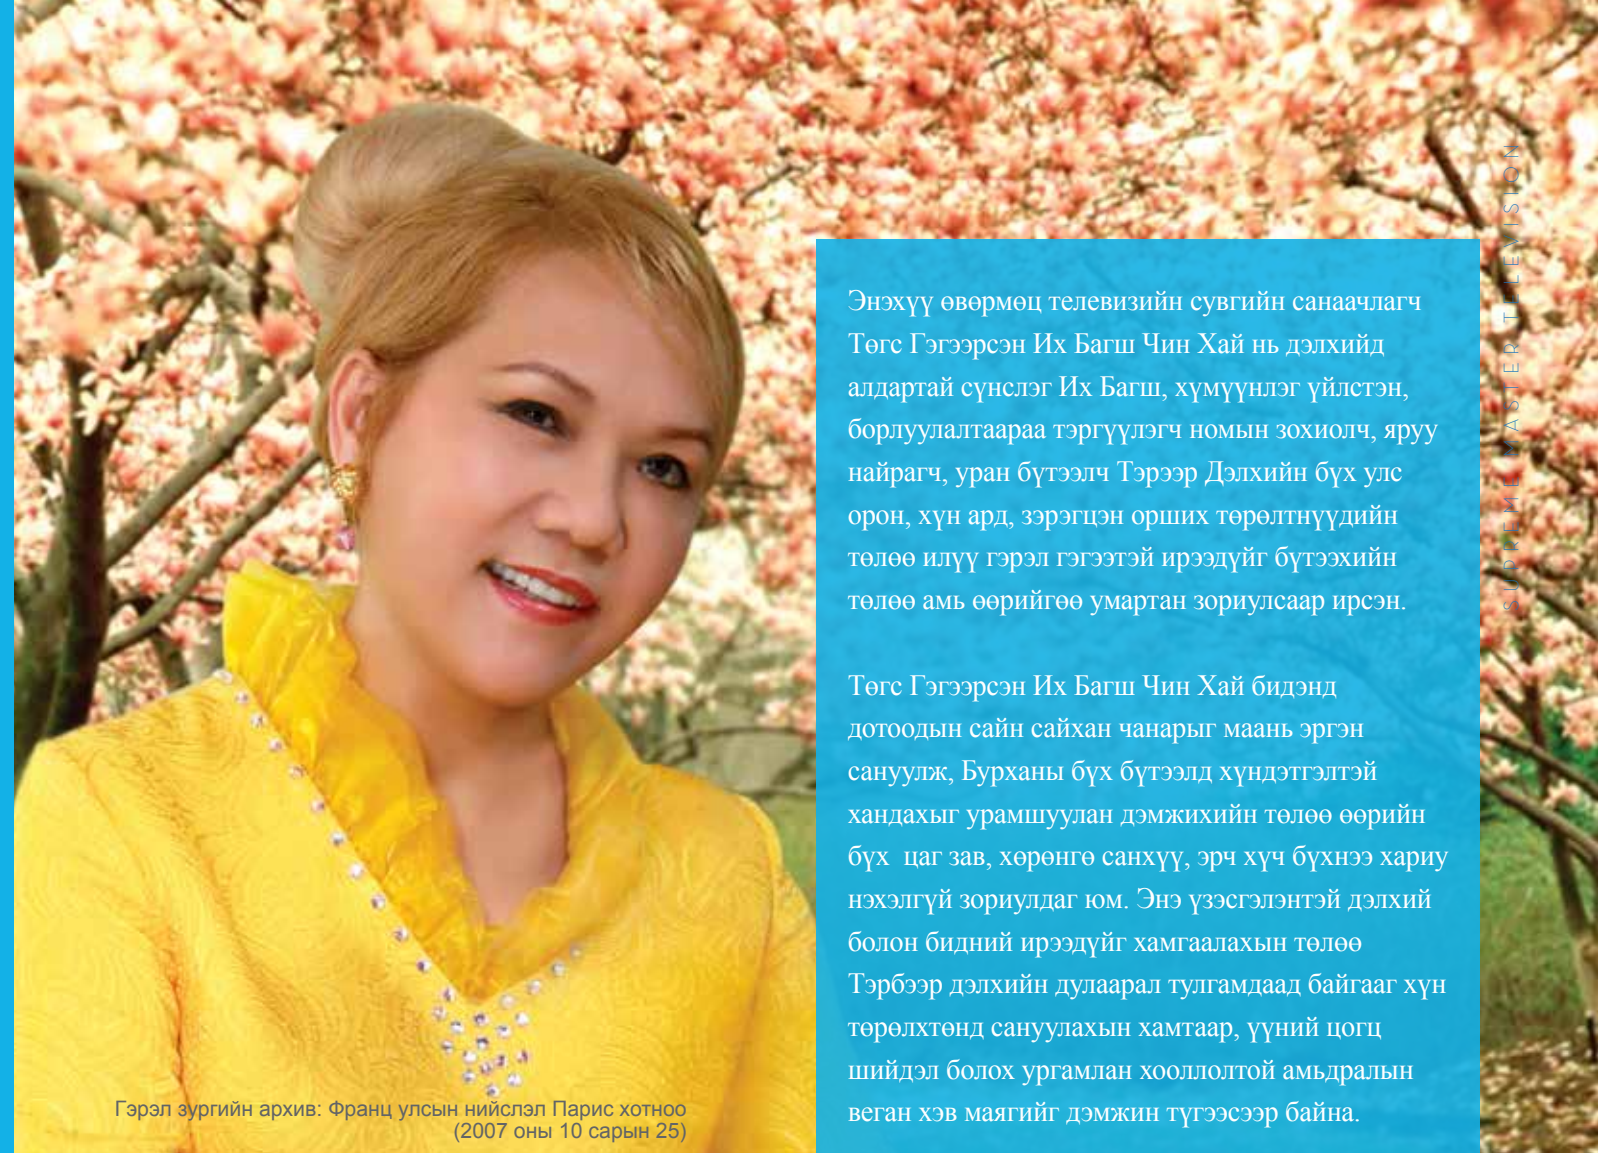 Энэхүү өвөрмөц телевизийн сувгийн санаачлагч
Төгс Гэгээрсэн Их Багш Чин Хай нь дэлхийд
алдартай сүнслэг Их Багш, хүмүүнлэг үйлстэн,
борлуулалтаараа тэргүүлэгч номын зохиолч, яруу
найрагч, уран бүтээлч Тэрээр Дэлхийн бүх улс
орон, хүн ард, зэрэгцэн орших төрөлтнүүдийн
төлөө илүү гэрэл гэгээтэй ирээдүйг бүтээхийн
төлөө амь өөрийгөө умартан зориулсаар ирсэн.

Төгс Гэгээрсэн Их Багш Чин Хай бидэнд
дотоодын сайн сайхан чанарыг маань эргэн
сануулж, Бурханы бүх бүтээлд хүндэтгэлтэй
хандахыг урамшуулан дэмжихийн төлөө өөрийн
бүх  цаг зав, хөрөнгө санхүү, эрч хүч бүхнээ хариу
нэхэлгүй зориулдаг юм. Энэ үзэсгэлэнтэй дэлхий
болон бидний ирээдүйг хамгаалахын төлөө
Тэрбээр дэлхийн дулаарал тулгамдаад байгааг хүн
төрөлхтөнд сануулахын хамтаар, үүний цогц
шийдэл болох ургамлан хооллолтой амьдралын
веган хэв маягийг дэмжин түгээсээр байна.
Гэрэл зургийн архив: Франц улсын нийслэл Парис хотноо
(2007 оны 10 сарын 25)
SUPREME MASTER TELEVISION